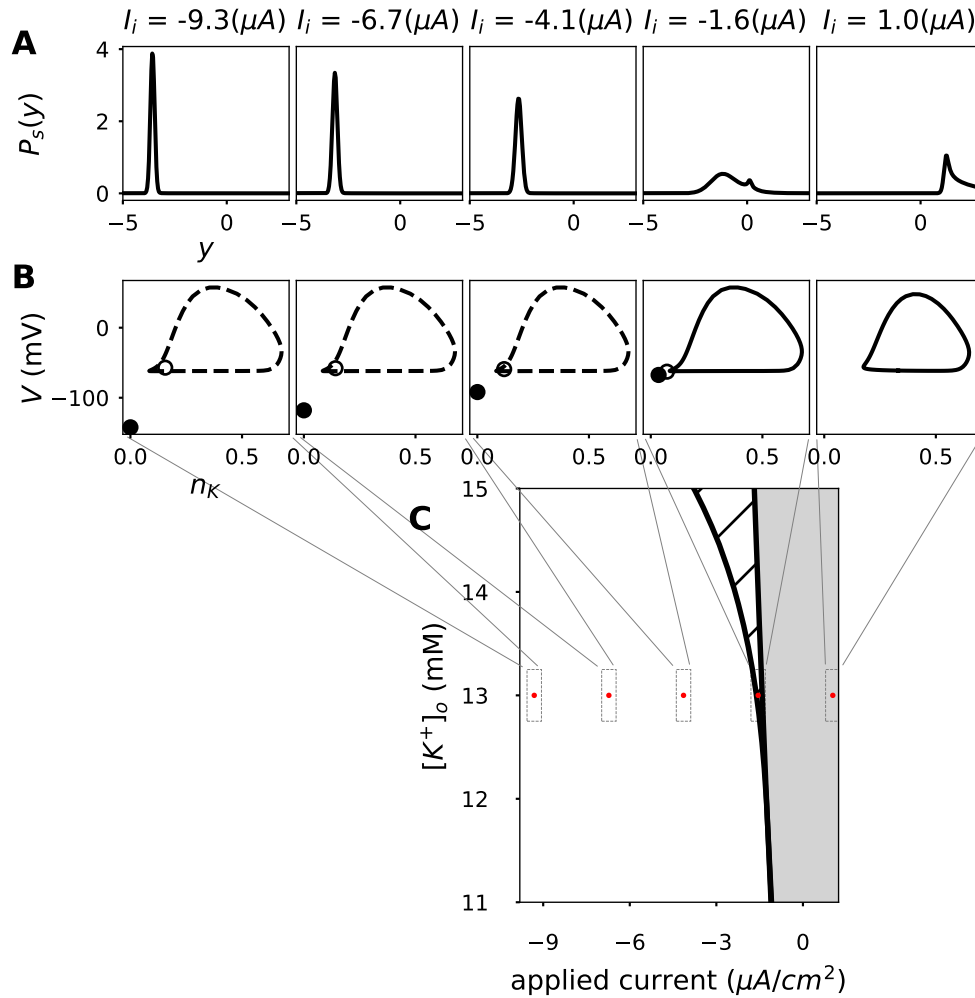 I_i = -9.3(μA) I_i = -6.7(μA) I_i = -4.1(μA) I_i = -1.6(μA) I_i = 1.0(μA)
A
P_s(y)
4
2
0
−5 0 −5 0 −5 0 −5 0 −5 0
y
B
V (mV)
0
−100
0.0 0.5 0.0 0.5 0.0 0.5 0.0 0.5 0.0 0.5
n_K
C
[K^+]_o (mM)
15
14
13
12
11
−9 −6 −3 0
applied current (μA/cm^2)